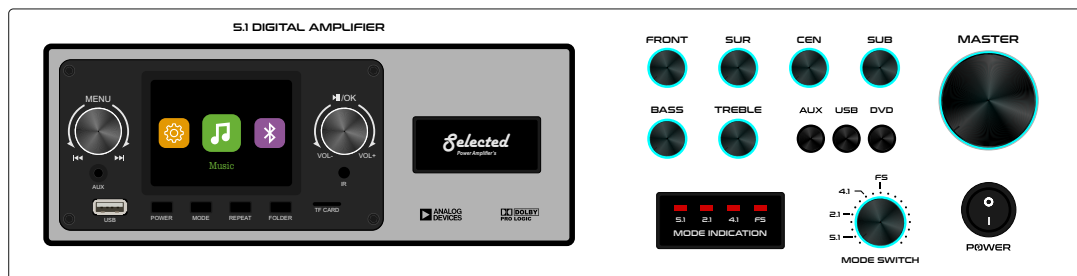 5.1 DIGITAL AMPLIFIER
MENU
/OK
VOL-
VOL+
Music
AUX
IR
USB
POWER
MODE
REPEAT
FOLDER
TF CARD
Selected
Power Amplifier's
ANALOG
DEVICES
DOLBY
PRO LOGIC
FRONT
SUR
CEN
SUB
BASS
TREBLE
AUX
USB
DVD
MASTER
5.1
2.1
4.1
FS
MODE INDICATION
FS
4.1
2.1
5.1
MODE SWITCH
O
I
POWER